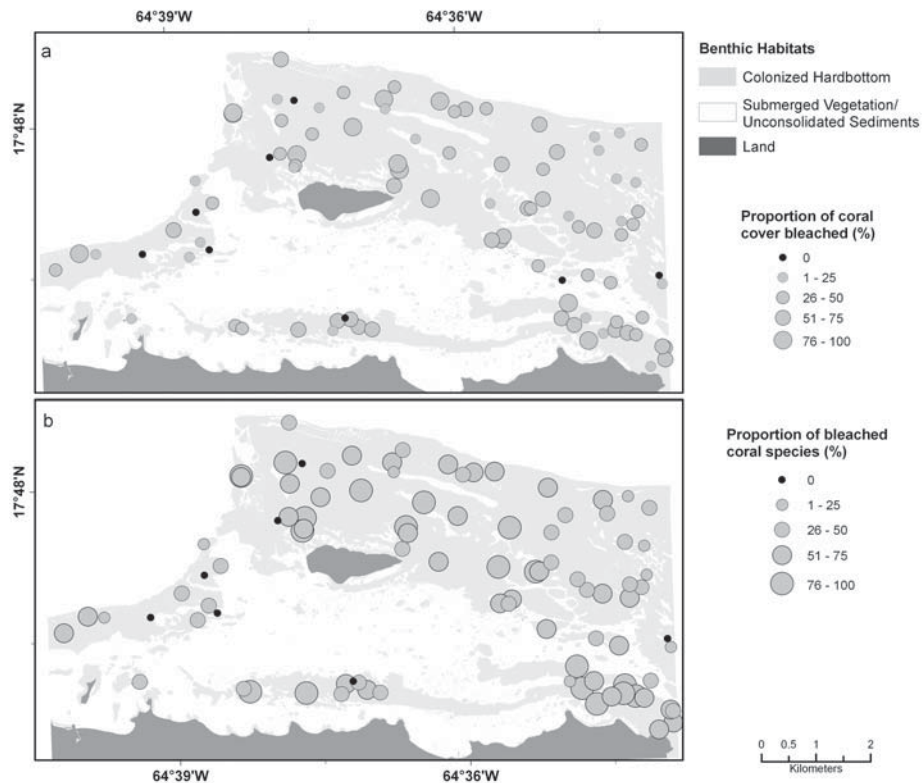 64°39'W 64°36'W
a
17°48'N
Benthic Habitats
Colonized Hardbottom
Submerged Vegetation/
Unconsolidated Sediments
Land
Proportion of coral
cover bleached (%)
0
1 - 25
26 - 50
51 - 75
76 - 100
b
17°48'N
Proportion of bleached
coral species (%)
0
1 - 25
26 - 50
51 - 75
76 - 100
64°39'W 64°36'W
0 0.5 1 2
Kilometers